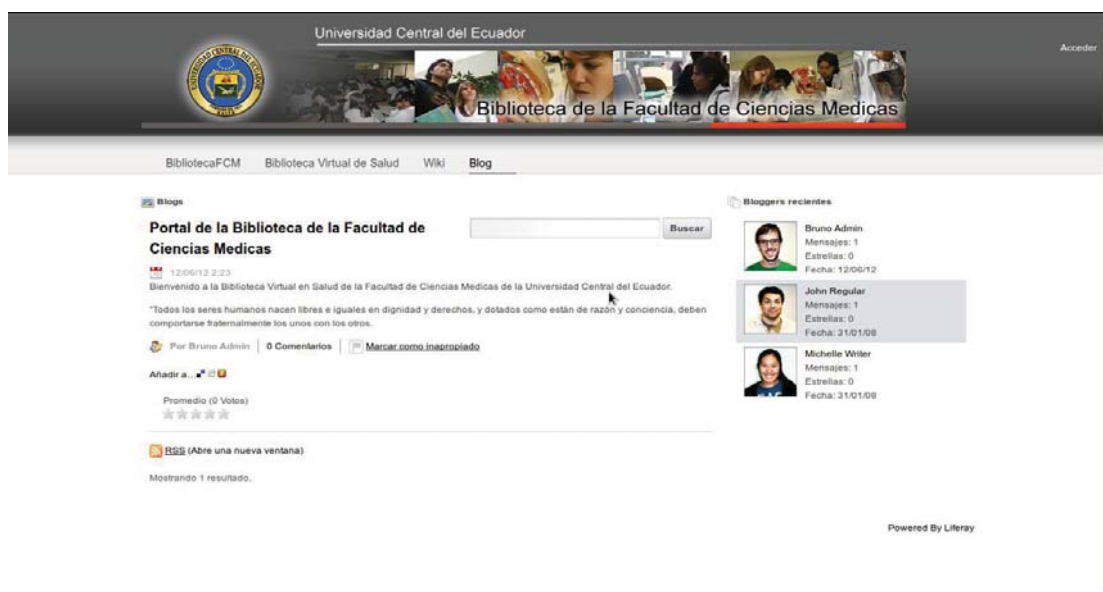 Universidad Central del Ecuador
Acceder
Biblioteca de la Facultad de Ciencias Medicas
BibliotecaFCM Biblioteca Virtual de Salud Wiki Blog
Blogs
Portal de la Biblioteca de la Facultad de
Ciencias Medicas
Buscar
12/06/12 2:23
Bienvenido a la Biblioteca Virtual en Salud de la Facultad de Ciencias Medicas de la Universidad Central del Ecuador.
"Todos los seres humanos nacen libres e iguales en dignidad y derechos, y dotados como están de razón y conciencia, deben
comportarse fraternalmente los unos con los otros.
Por Bruno Admin 0 Comentarios Marcar como inapropiado
Añadir a...
Promedio (0 Votos)
RSS (Abre una nueva ventana)
Mostrando 1 resultado.
Bloggers recientes
Bruno Admin
Mensajes: 1
Estrellas: 0
Fecha: 12/06/12
John Regular
Mensajes: 1
Estrellas: 0
Fecha: 31/01/08
Michelle Writer
Mensajes: 1
Estrellas: 0
Fecha: 31/01/08
Powered By Liferay